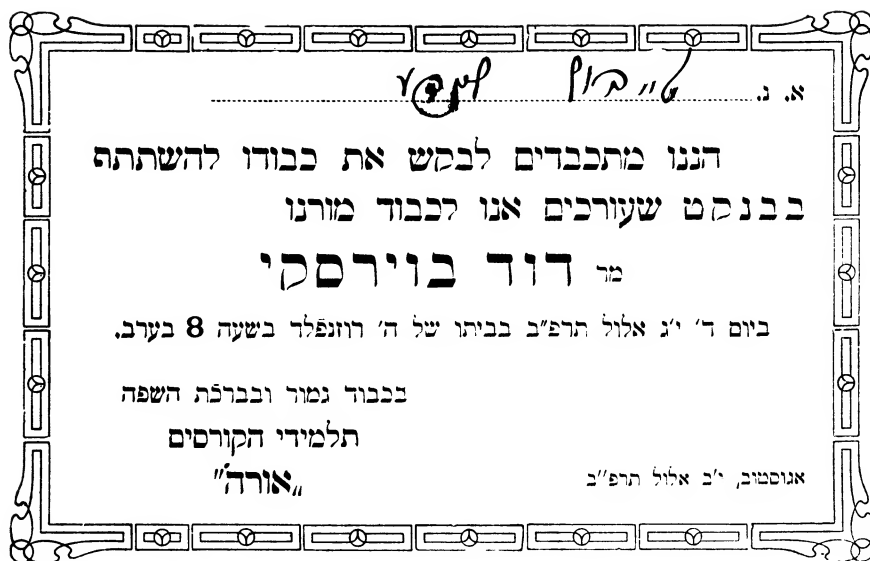 א. נ.
הננו מתכבדים לבקש את כבודו להשתתף
בבנקט שעורכים אנו לכבוד מורנו
מר דוד בוירסקי
ביום ד' י'ג אלול תרפ"ב בביתו של ה' רוזנפלד בשעה 8 בערב.
בכבוד גמור ובברכת השפה
תלמידי הקורסים
„אורה"
אגוסטוב, י'ב אלול תרפ''ב